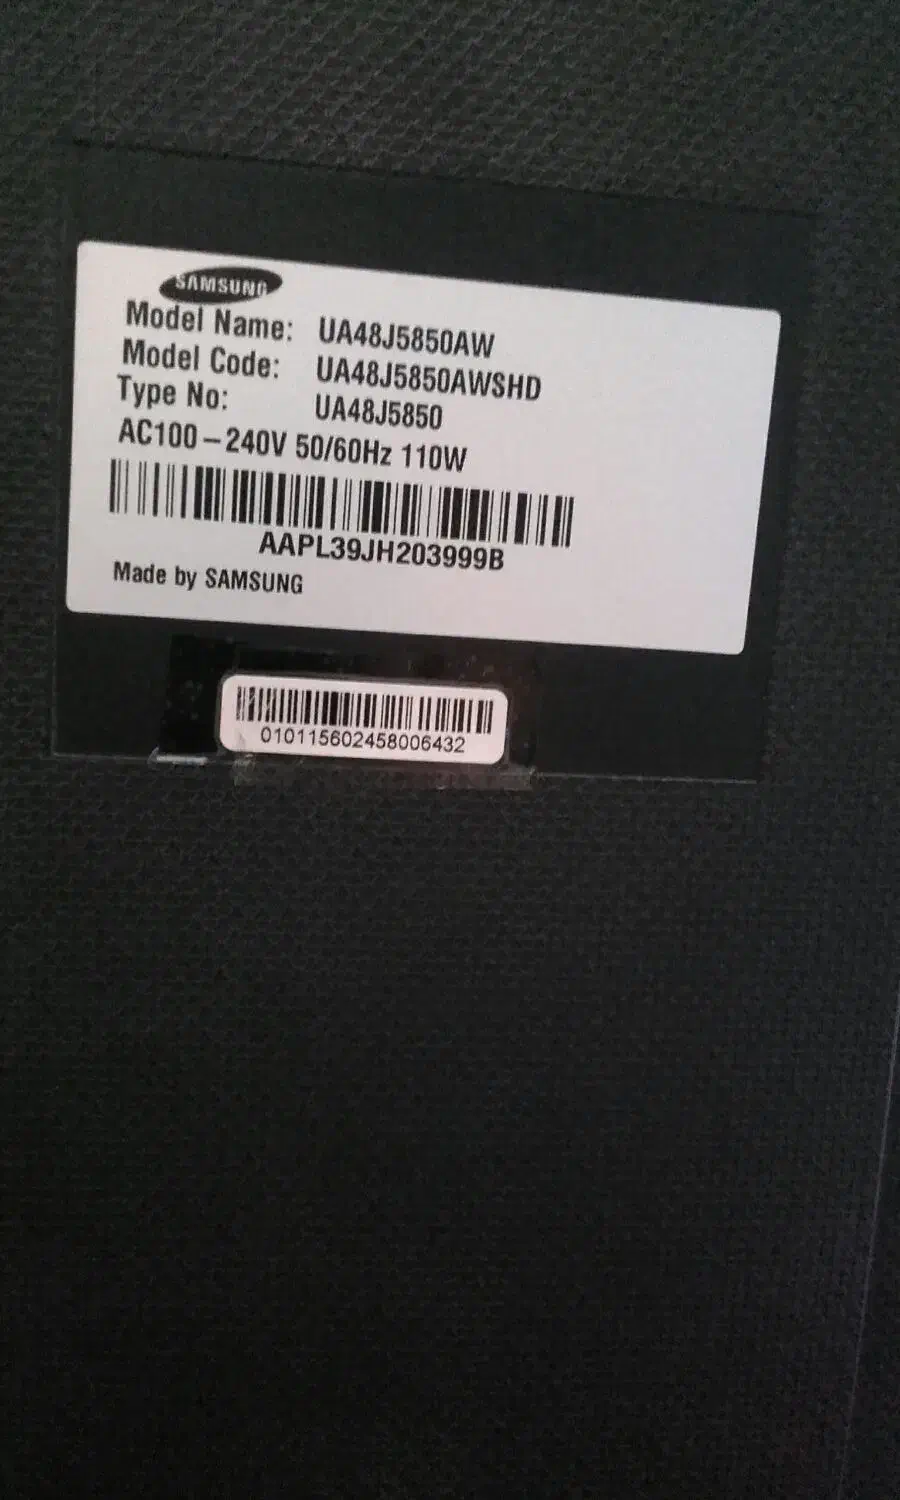 SAMSUNG
Model Name: UA48J5850AW
Model Code: UA48J5850AWSHD
Type No: UA48J5850
AC100-240V 50/60Hz 110W
AAPL39JH203999B
Made by SAMSUNG
010115602458006432